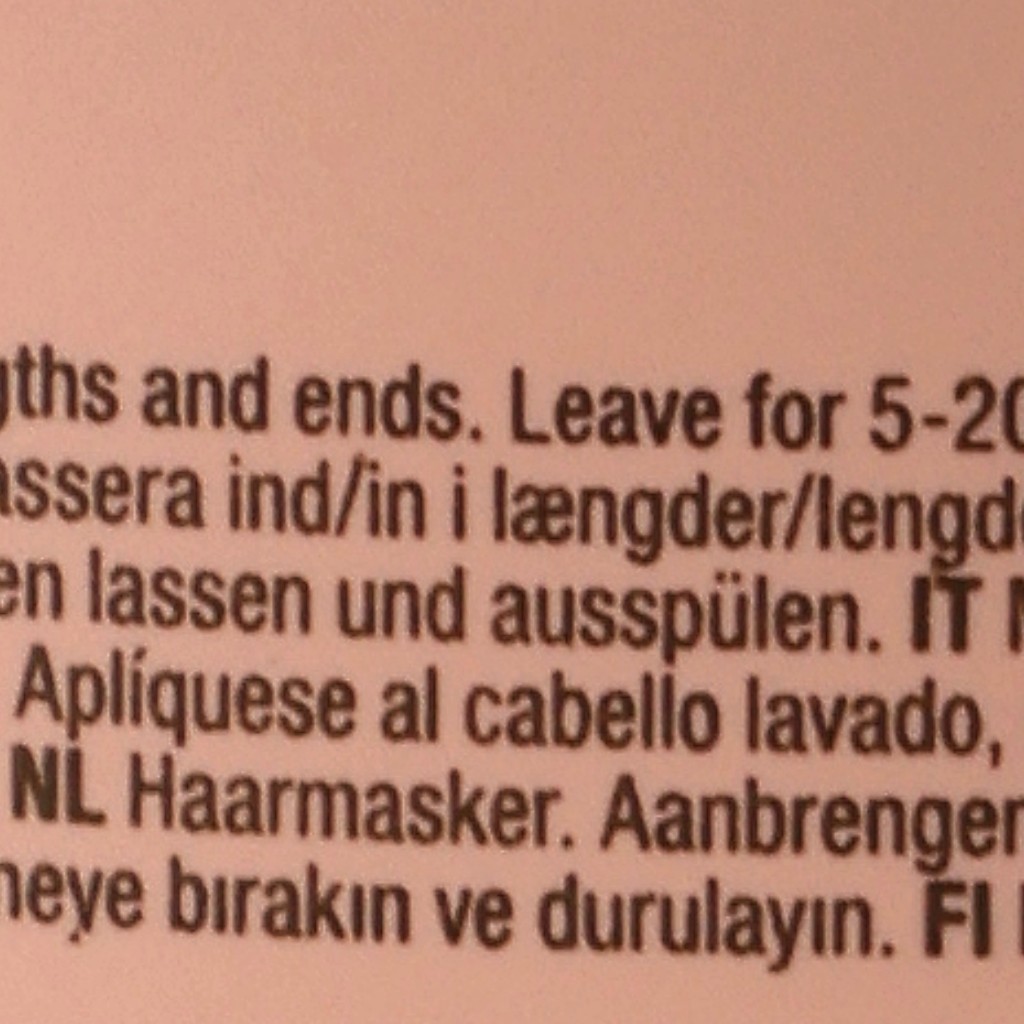 gths and ends. Leave for 5-20
assera ind/in i længder/lengd
en lassen und ausspülen. IT
Aplíquese al cabello lavado,
NL Haarmasker. Aanbrengen
meye bırakın ve durulayın. FI